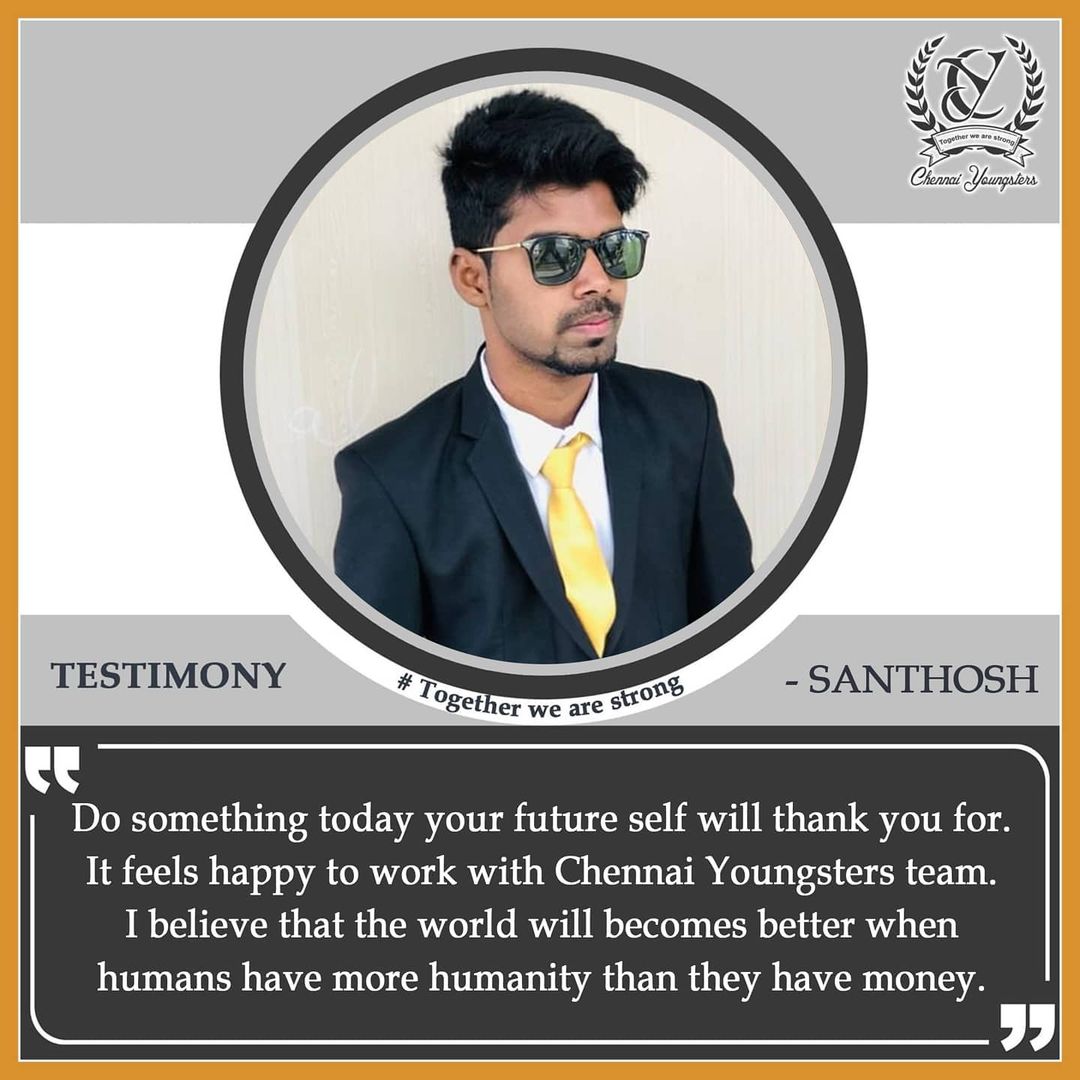 CY
Together we are strong
Chennai Youngsters
TESTIMONY
# Together we are strong
- SANTHOSH
Do something today your future self will thank you for.
It feels happy to work with Chennai Youngsters team.
I believe that the world will becomes better when
humans have more humanity than they have money.